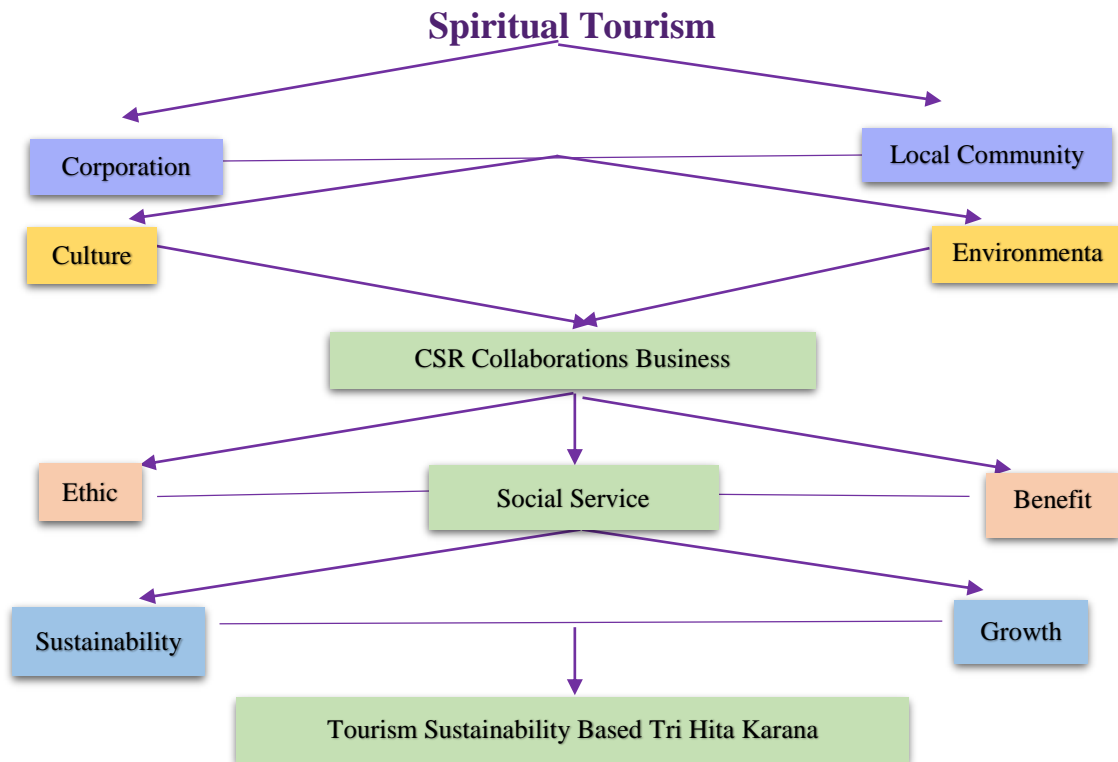 Spiritual Tourism
Corporation
Local Community
Culture
Environmenta
CSR Collaborations Business
Ethic
Social Service
Benefit
Sustainability
Growth
Tourism Sustainability Based Tri Hita Karana